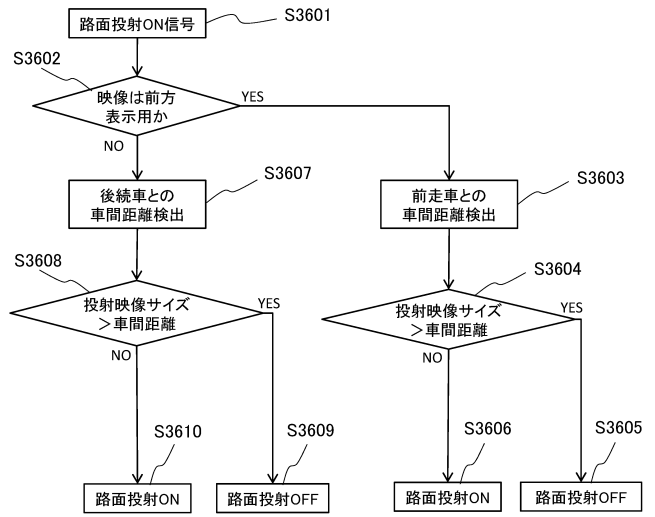 路面投射ON信号
S3601
S3602
映像は前方
表示用か
YES
NO
後続車との
車間距離検出
S3607
前走車との
車間距離検出
S3603
S3608
投射映像サイズ
＞車間距離
YES
NO
S3604
投射映像サイズ
＞車間距離
YES
NO
S3610
路面投射ON
S3609
路面投射OFF
S3606
路面投射ON
S3605
路面投射OFF